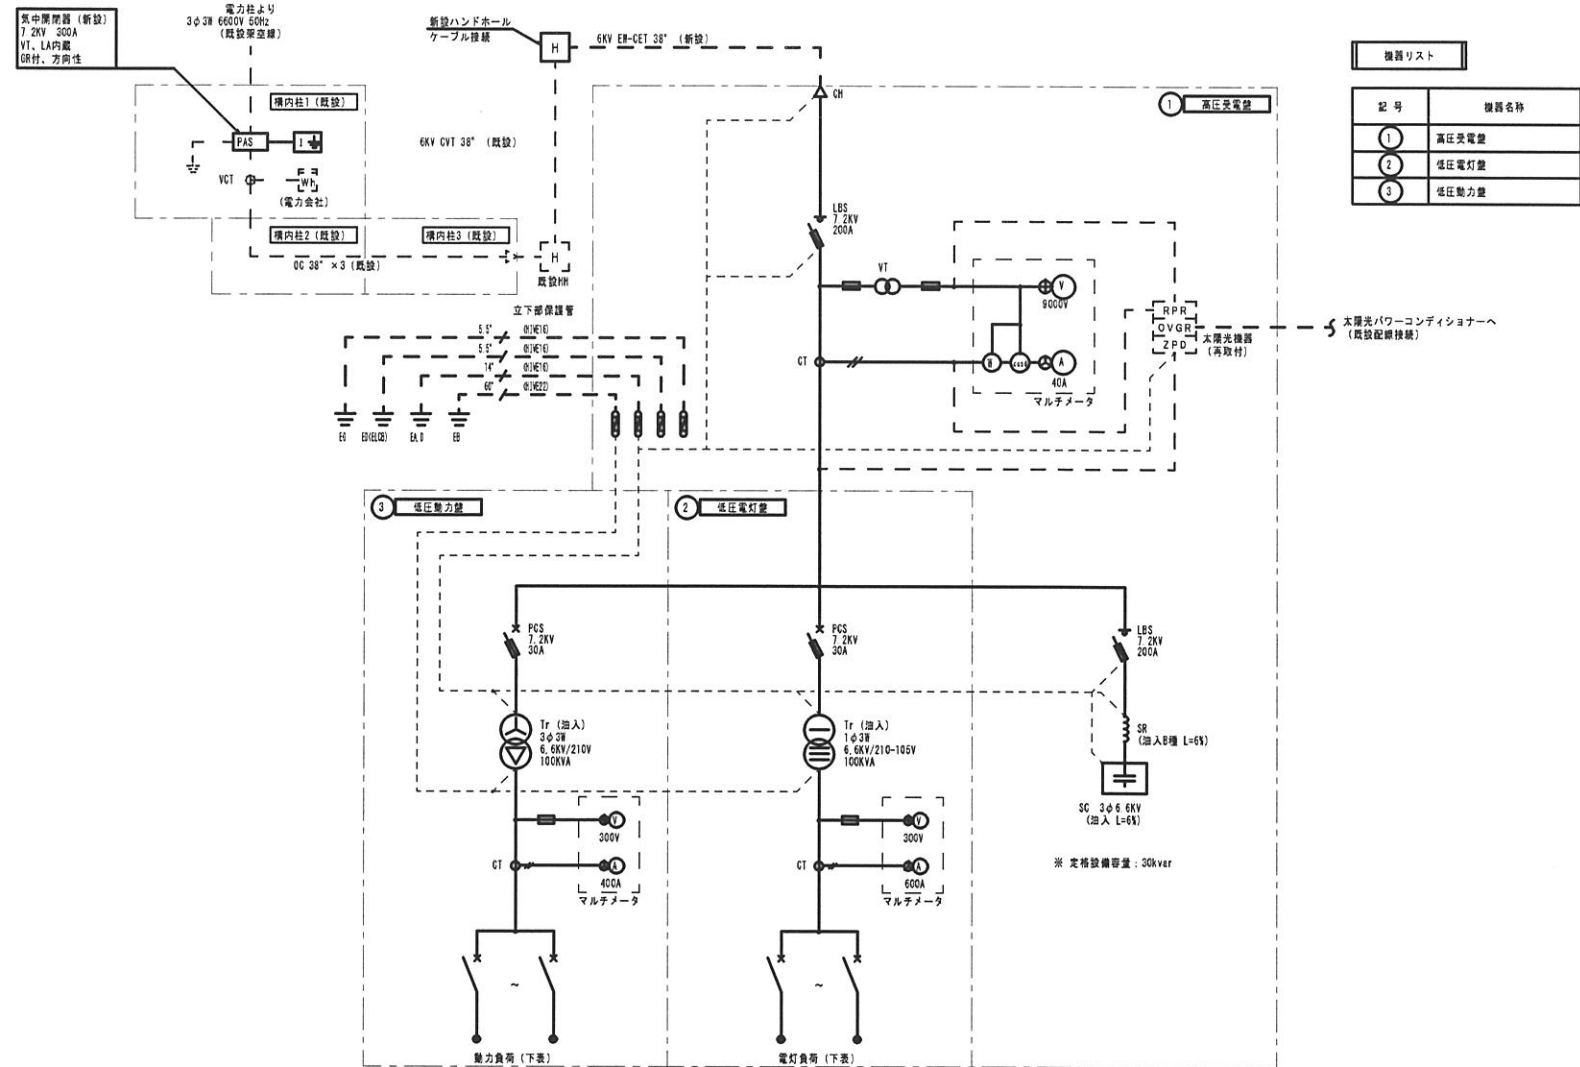 気中開閉器（新設）
7.2KV 300A
VT、LA内蔵
GR付、方向性
電力柱より
3φ3W 6600V 50Hz
（既設架空線）
構内柱1（既設）
PAS
I
VCT
Wh
（電力会社）
構内柱2（既設）
構内柱3（既設）
OC 38° ×3（既設）
新設ハンドホール
ケーブル接続
H
6KV EM-CET 38° （新設）
6KV CVT 38° （既設）
H
既設HH
CH
1
高圧受電盤
機器リスト
記 号
機器名称
1
高圧受電盤
2
低圧電灯盤
3
低圧動力盤
LBS
7.2KV
200A
VT
V
9000V
CT
W
cosφ
A
40A
マルチメータ
RPR
OVGR
ZPD
太陽光機器
（再取付）
太陽光パワーコンディショナーへ
（既設配線接続）
立下部保護管
5.5°
(HIVE16)
5.5°
(HIVE16)
14°
(HIVE16)
60°
(HIVE22)
ED(ELCB)
EA.D
EB
3
低圧動力盤
2
低圧電灯盤
PCS
7.2KV
30A
PCS
7.2KV
30A
LBS
7.2KV
200A
Tr（油入）
3φ3W
6.6KV/210V
100KVA
Tr（油入）
1φ3W
6.6KV/210-105V
100KVA
SR
（油入B種 L=6%）
SC 3φ6.6KV
（油入 L=6%）
※ 定格設備容量：30kvar
V
300V
CT
A
400A
マルチメータ
V
300V
CT
A
600A
マルチメータ
~
~
動力負荷（下表）
電灯負荷（下表）